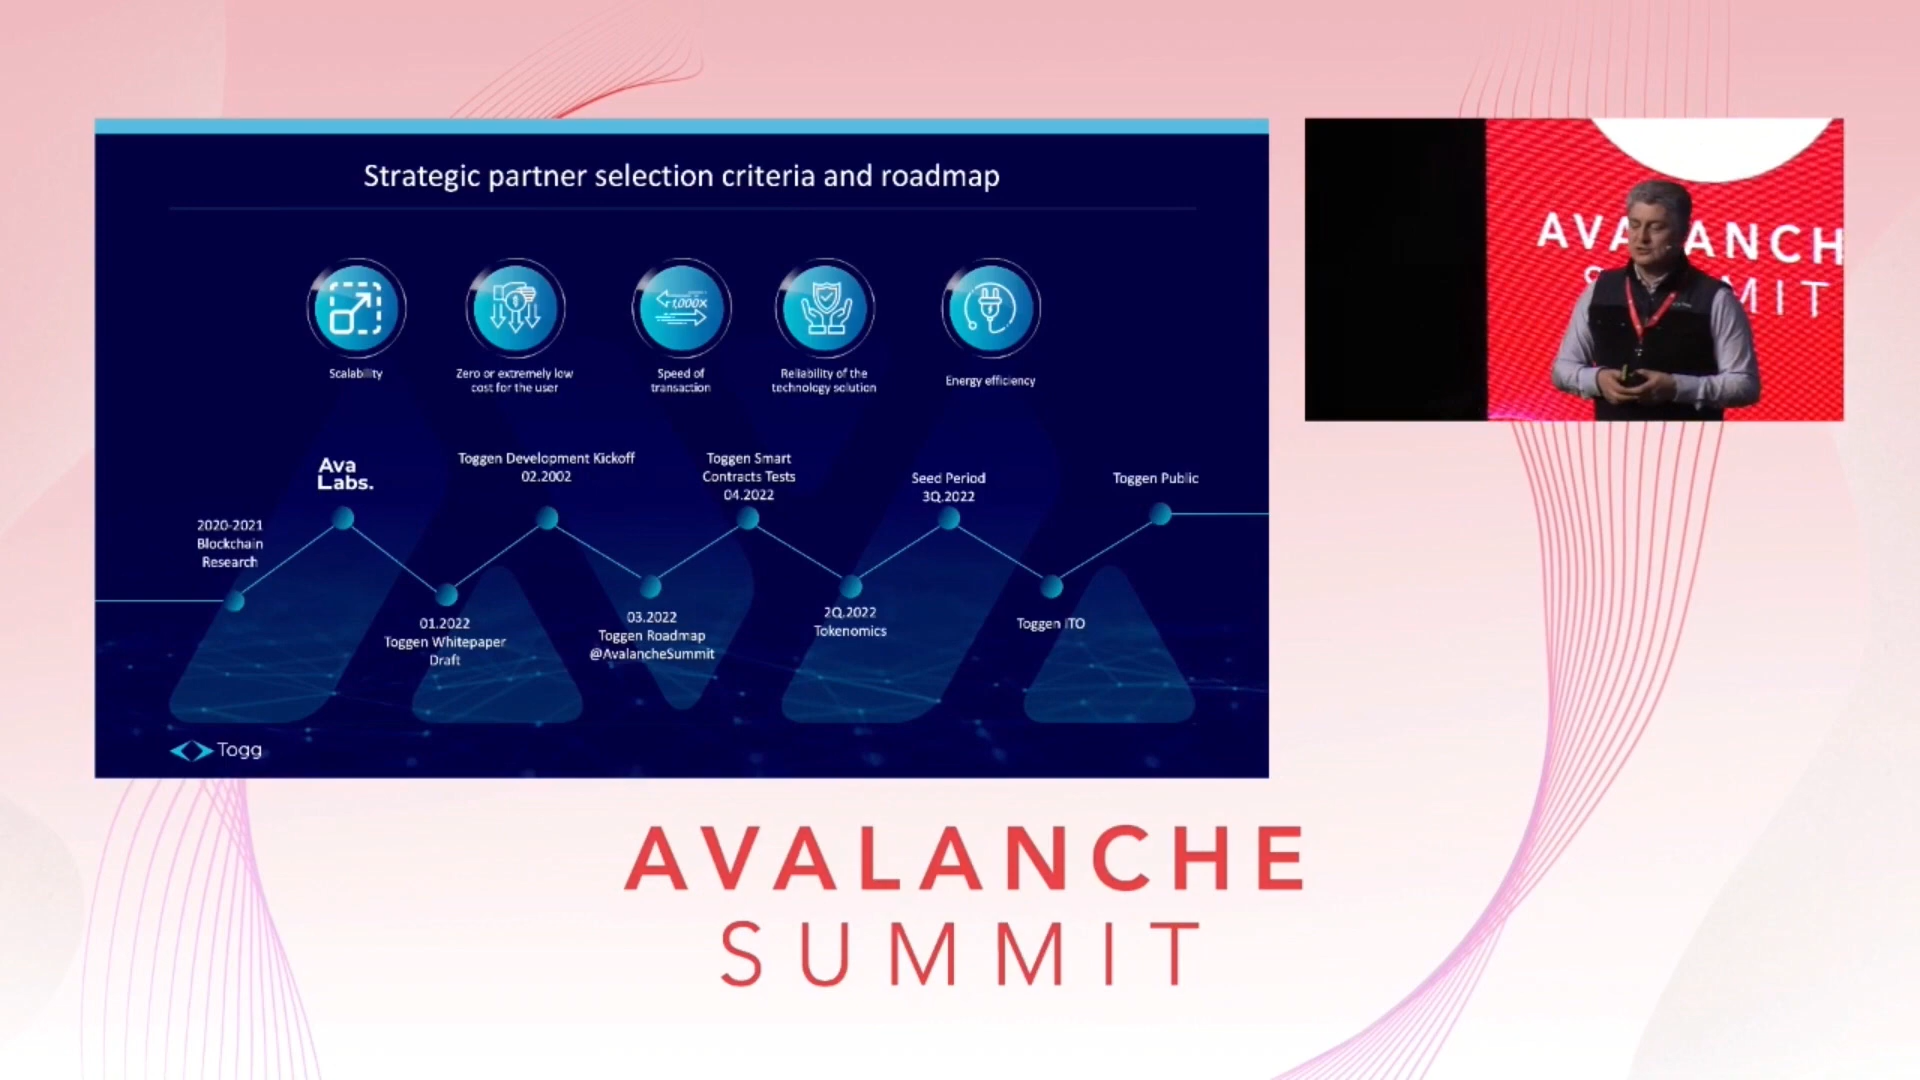 Strategic partner selection criteria and roadmap
1,000X
Scalability
Zero or extremely low
cost for the user
Speed of
transaction
Reliability of the
technology solution
Energy efficiency
Ava
Labs.
Toggen Development Kickoff
02.2002
Toggen Smart
Contracts Tests
04.2022
Seed Period
3Q.2022
Toggen Public
2020-2021
Blockchain
Research
01.2022
Toggen Whitepaper
Draft
03.2022
Toggen Roadmap
@AvalancheSummit
2Q.2022
Tokenomics
Toggen ITO
Togg
AVALANCHE
SUMMIT